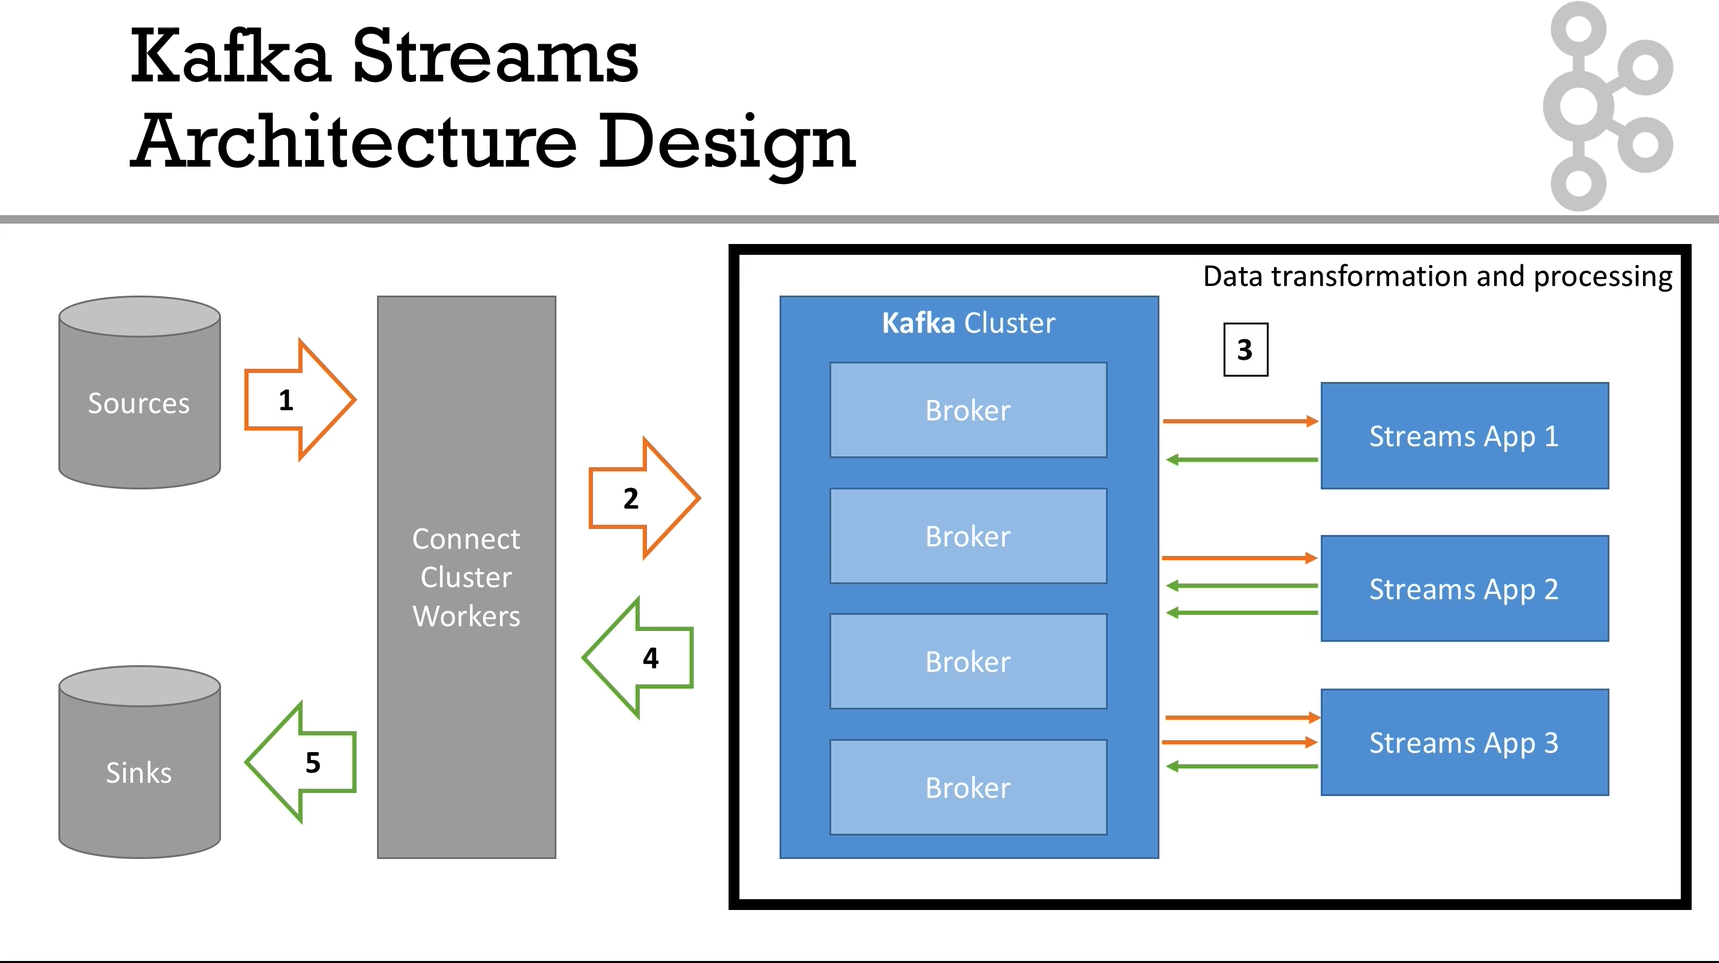 Kafka Streams
Architecture Design
Data transformation and processing
Sources
1
Connect
Cluster
Workers
2
4
Sinks
5
Kafka Cluster
Broker
Broker
Broker
Broker
3
Streams App 1
Streams App 2
Streams App 3